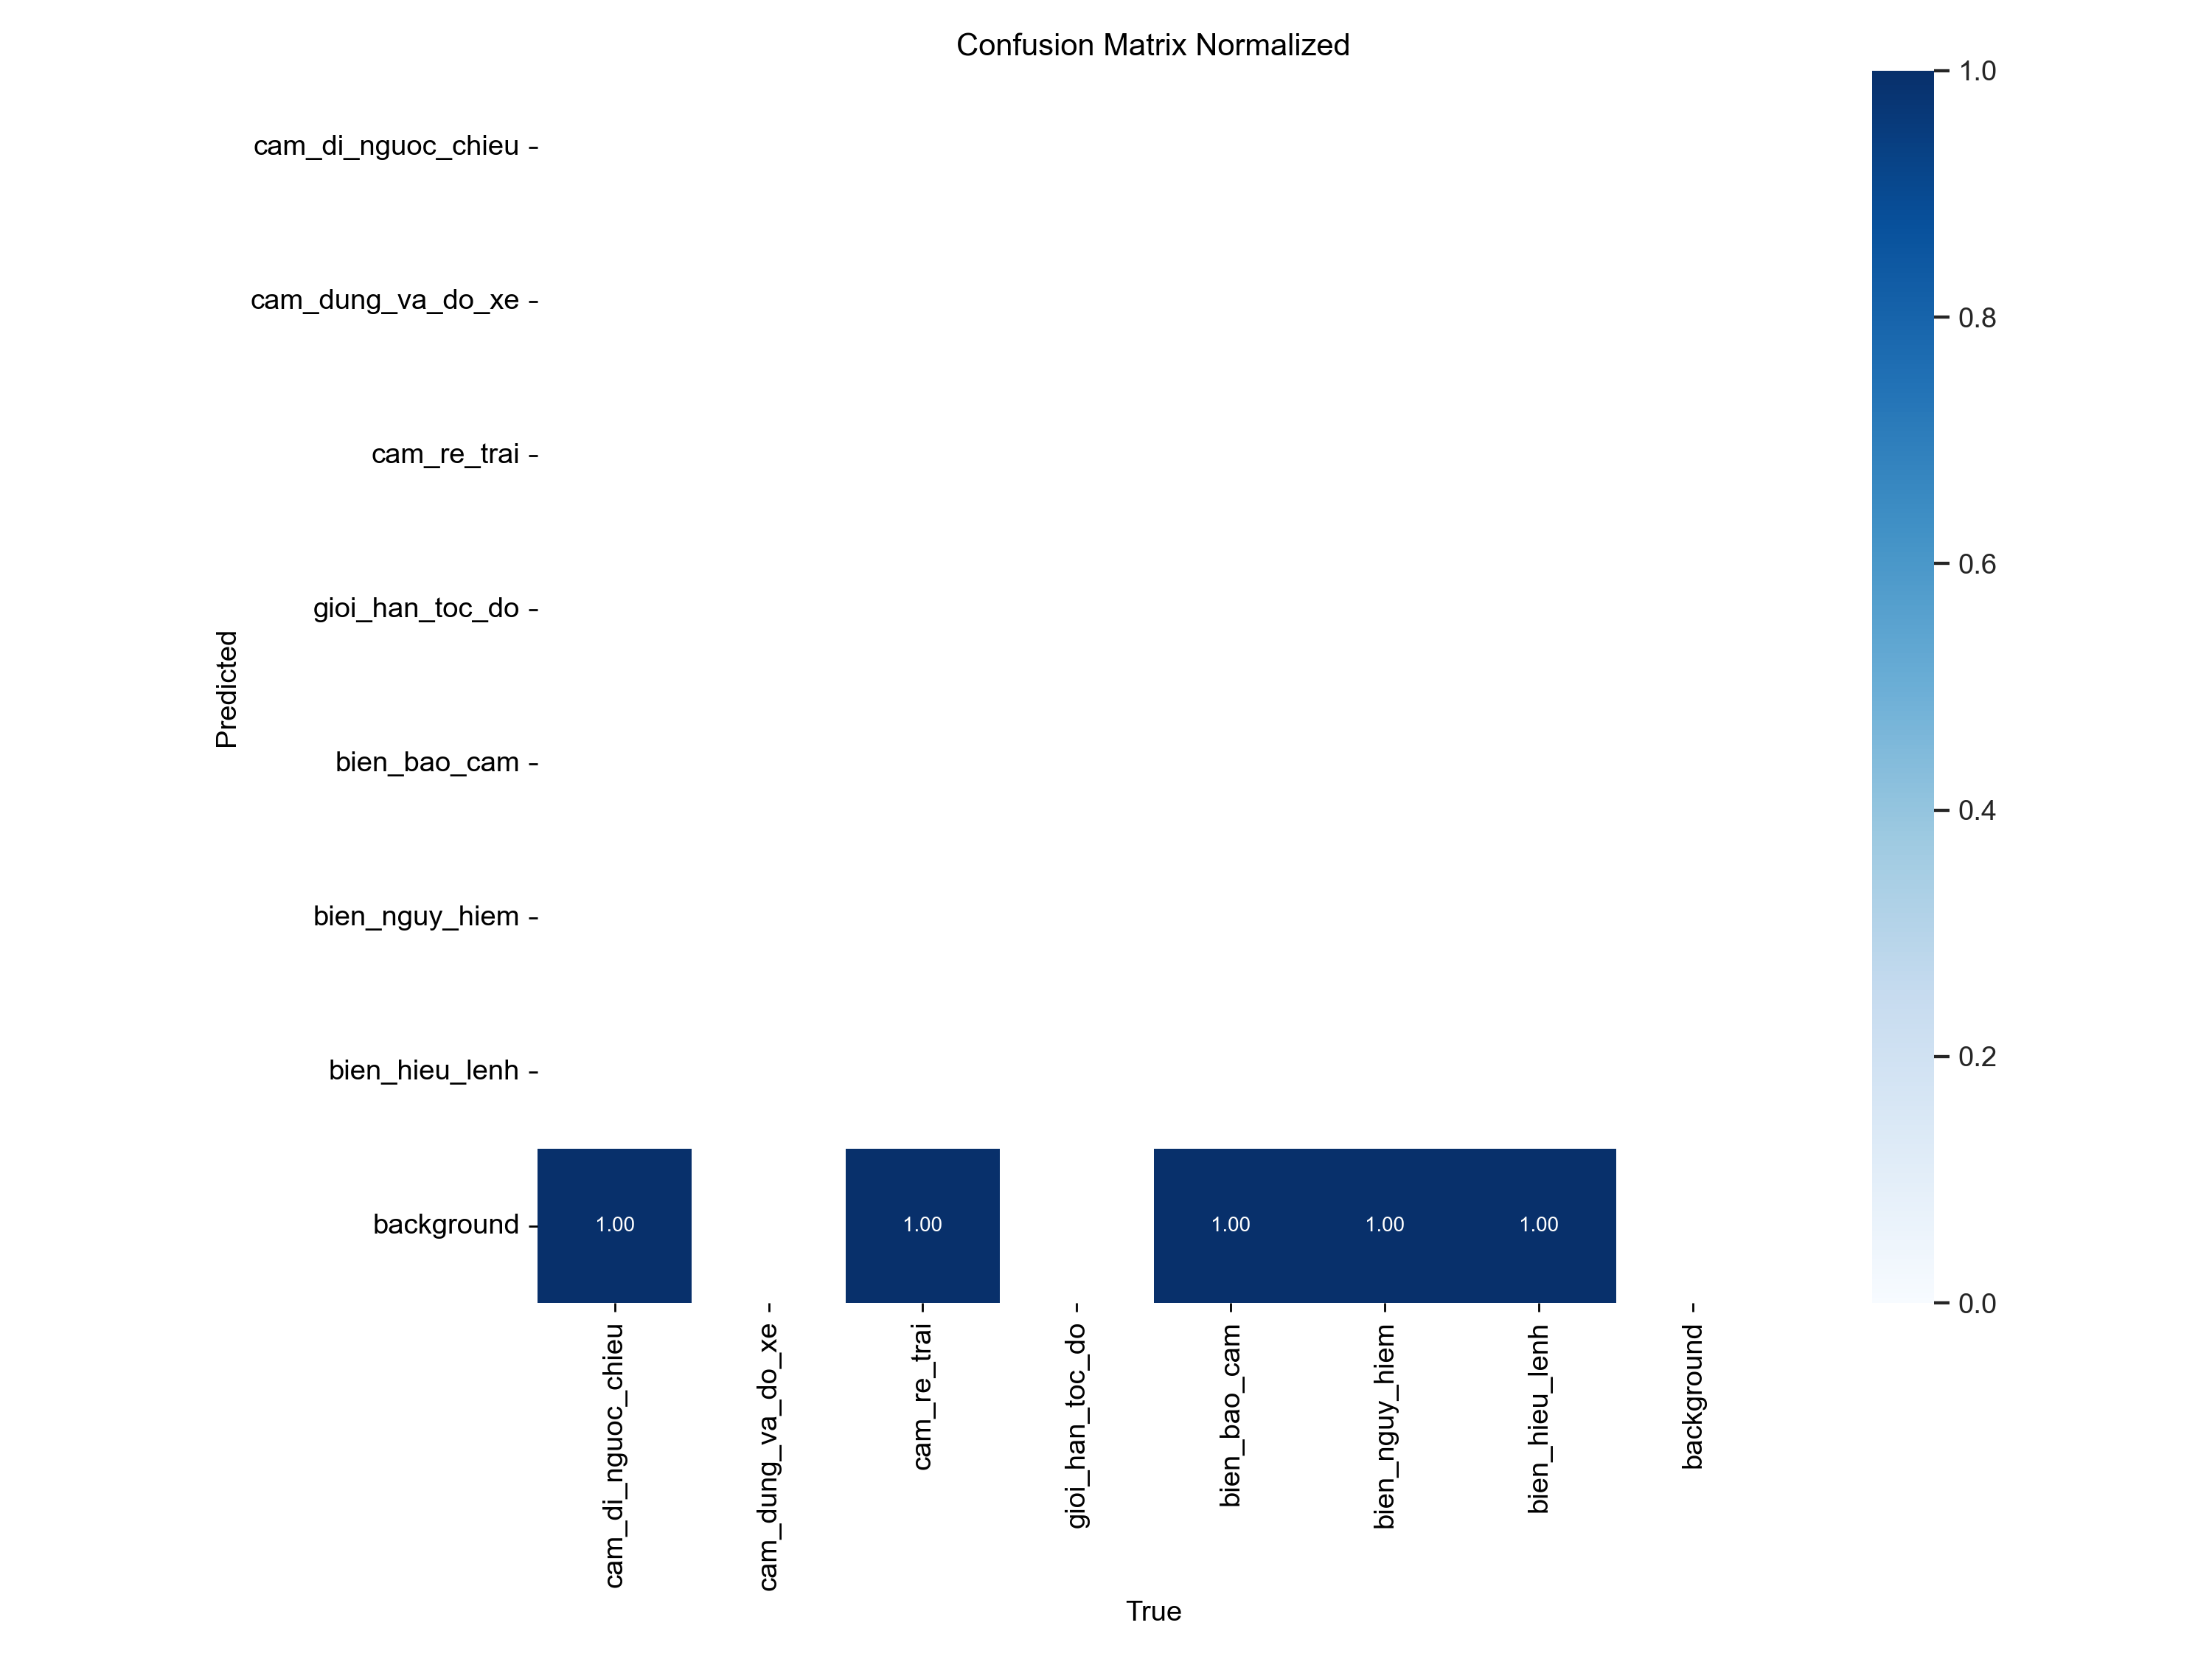 Confusion Matrix Normalized
cam_di_nguoc_chieu
cam_dung_va_do_xe
cam_re_trai
gioi_han_toc_do
bien_bao_cam
bien_nguy_hiem
bien_hieu_lenh
background
Predicted
1.00 1.00 1.00 1.00 1.00
cam_di_nguoc_chieu
cam_dung_va_do_xe
cam_re_trai
gioi_han_toc_do
bien_bao_cam
bien_nguy_hiem
bien_hieu_lenh
background
True
1.0
0.8
0.6
0.4
0.2
0.0